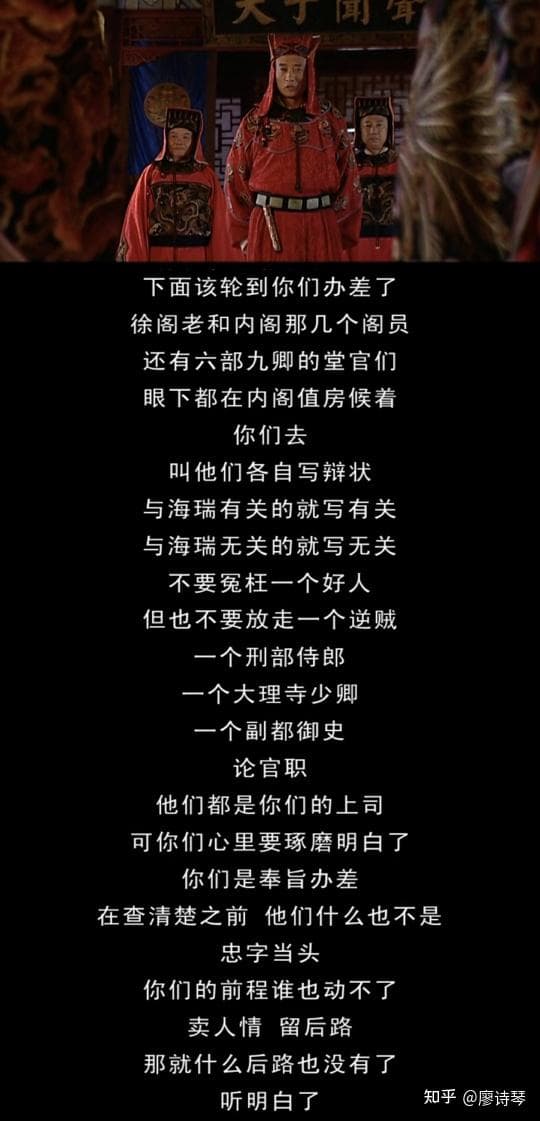 天子聞聲
下面该轮到你们办差了
徐阁老和内阁那几个阁员
还有六部九卿的堂官们
眼下都在内阁值房候着
你们去
叫他们各自写辩状
与海瑞有关的就写有关
与海瑞无关的就写无关
不要冤枉一个好人
但也不要放走一个逆贼
一个刑部侍郎
一个大理寺少卿
一个副都御史
论官职
他们都是你们的上司
可你们心里要琢磨明白了
你们是奉旨办差
在查清楚之前 他们什么也不是
忠字当头
你们的前程谁也动不了
卖人情 留后路
那就什么后路也没有了
听明白了
知乎 @廖诗琴